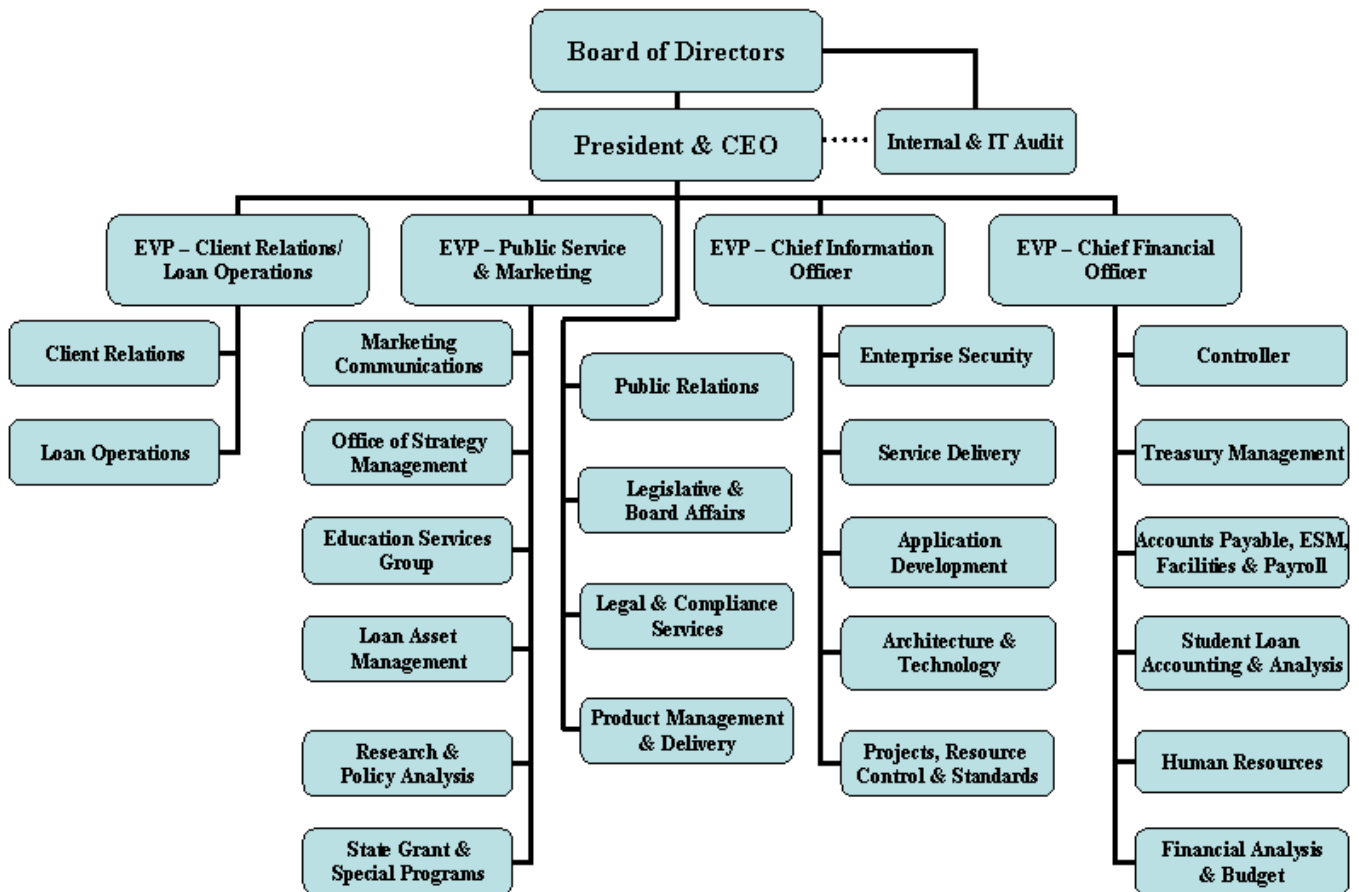 Board of Directors
President & CEO
Internal & IT Audit
EVP – Client Relations/
Loan Operations
EVP – Public Service
& Marketing
EVP – Chief Information
Officer
EVP – Chief Financial
Officer
Client Relations
Loan Operations
Marketing
Communications
Office of Strategy
Management
Education Services
Group
Loan Asset
Management
Research &
Policy Analysis
State Grant &
Special Programs
Public Relations
Legislative &
Board Affairs
Legal & Compliance
Services
Product Management
& Delivery
Enterprise Security
Service Delivery
Application
Development
Architecture &
Technology
Projects, Resource
Control & Standards
Controller
Treasury Management
Accounts Payable, ESM,
Facilities & Payroll
Student Loan
Accounting & Analysis
Human Resources
Financial Analysis
& Budget